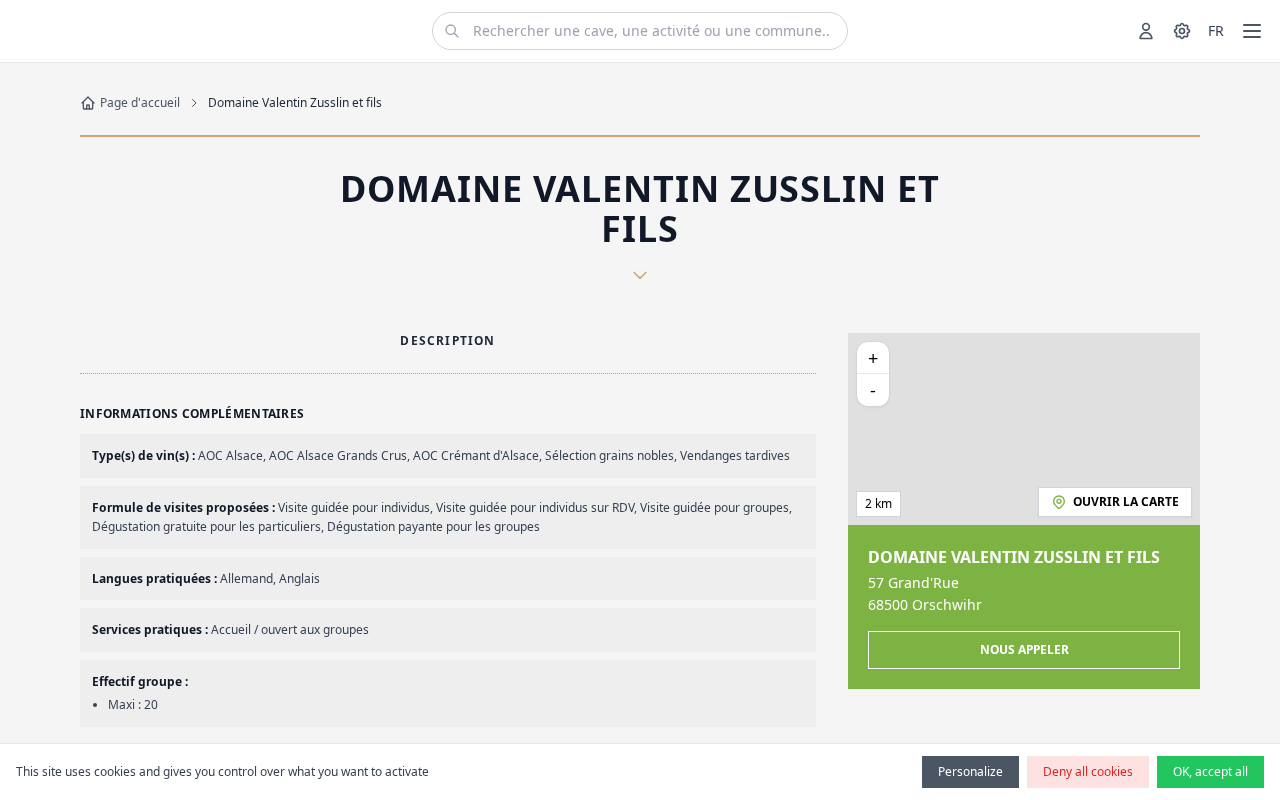 Rechercher une cave, une activité ou une commune..
FR
Page d'accueil
Domaine Valentin Zusslin et fils
DOMAINE VALENTIN ZUSSLIN ET
FILS
DESCRIPTION
INFORMATIONS COMPLÉMENTAIRES
Type(s) de vin(s) : AOC Alsace, AOC Alsace Grands Crus, AOC Crémant d'Alsace, Sélection grains nobles, Vendanges tardives
Formule de visites proposées : Visite guidée pour individus, Visite guidée pour individus sur RDV, Visite guidée pour groupes,
Dégustation gratuite pour les particuliers, Dégustation payante pour les groupes
Langues pratiquées : Allemand, Anglais
Services pratiques : Accueil / ouvert aux groupes
Effectif groupe :
• Maxi : 20
+
-
2 km
OUVRIR LA CARTE
DOMAINE VALENTIN ZUSSLIN ET FILS
57 Grand'Rue
68500 Orschwihr
NOUS APPELER
This site uses cookies and gives you control over what you want to activate
Personalize
Deny all cookies
OK, accept all